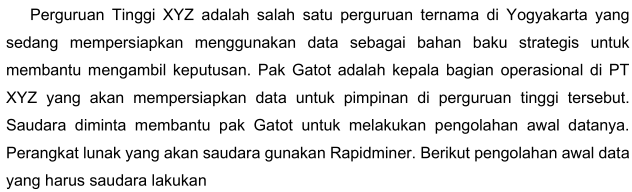 Perguruan Tinggi XYZ adalah salah satu perguruan ternama di Yogyakarta yang
sedang mempersiapkan menggunakan data sebagai bahan baku strategis untuk
membantu mengambil keputusan. Pak Gatot adalah kepala bagian operasional di PT
XYZ yang akan mempersiapkan data untuk pimpinan di perguruan tinggi tersebut.
Saudara diminta membantu pak Gatot untuk melakukan pengolahan awal datanya.
Perangkat lunak yang akan saudara gunakan Rapidminer. Berikut pengolahan awal data
yang harus saudara lakukan